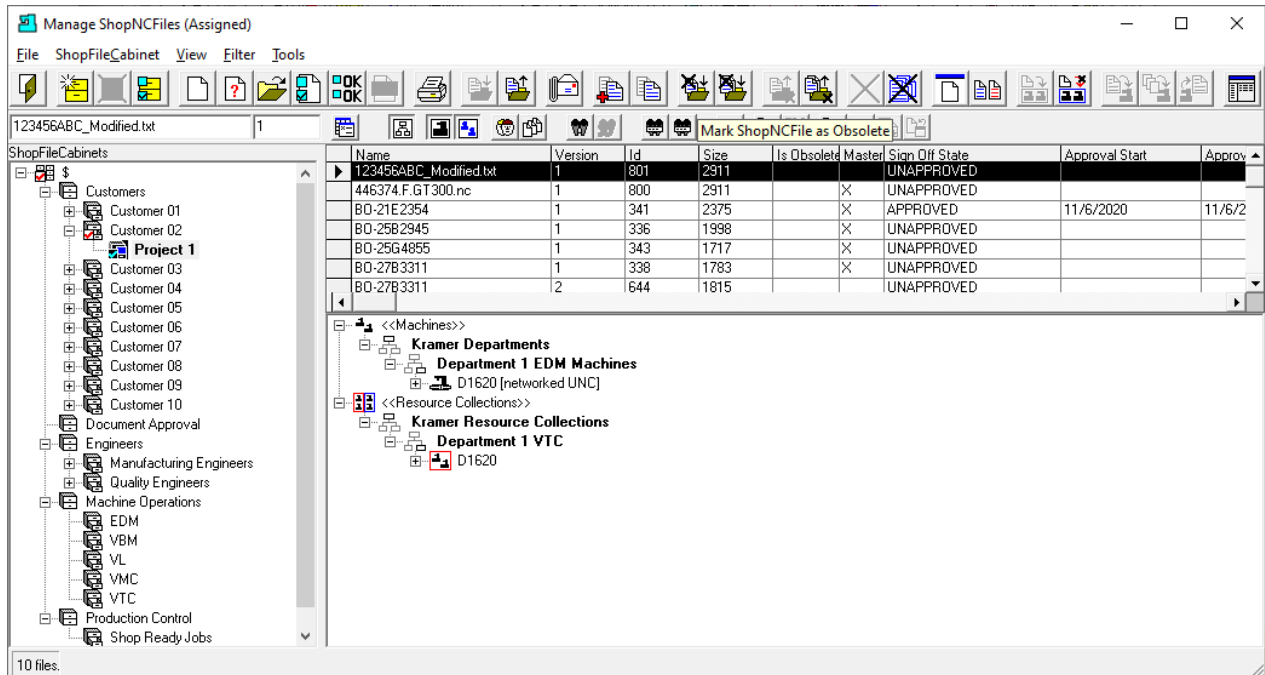 Manage ShopNCFiles (Assigned)
File ShopFileCabinet View Filter Tools
OK
OK
123456ABC_Modified.txt 1
Mark ShopNCFile as Obsolete
ShopFileCabinets
$
Customers
Customer 01
Customer 02
Project 1
Customer 03
Customer 04
Customer 05
Customer 06
Customer 07
Customer 08
Customer 09
Customer 10
Document Approval
Engineers
Manufacturing Engineers
Quality Engineers
Machine Operations
EDM
VBM
VL
VMC
VTC
Production Control
Shop Ready Jobs
Name Version Id Size Is Obsolete Master Sign Off State Approval Start Approv
123456ABC_Modified.txt 1 801 2911 UNAPPROVED
446374.F.GT300.nc 1 800 2911 X UNAPPROVED
BO-21E2354 1 341 2375 X APPROVED 11/6/2020 11/6/2
BO-25B2945 1 336 1998 X UNAPPROVED
BO-25G4855 1 343 1717 X UNAPPROVED
BO-27B3311 1 338 1783 X UNAPPROVED
BO-27B3311 2 644 1815 UNAPPROVED
<<Machines>>
Kramer Departments
Department 1 EDM Machines
D1620 [networked UNC]
<<Resource Collections>>
Kramer Resource Collections
Department 1 VTC
D1620
10 files.